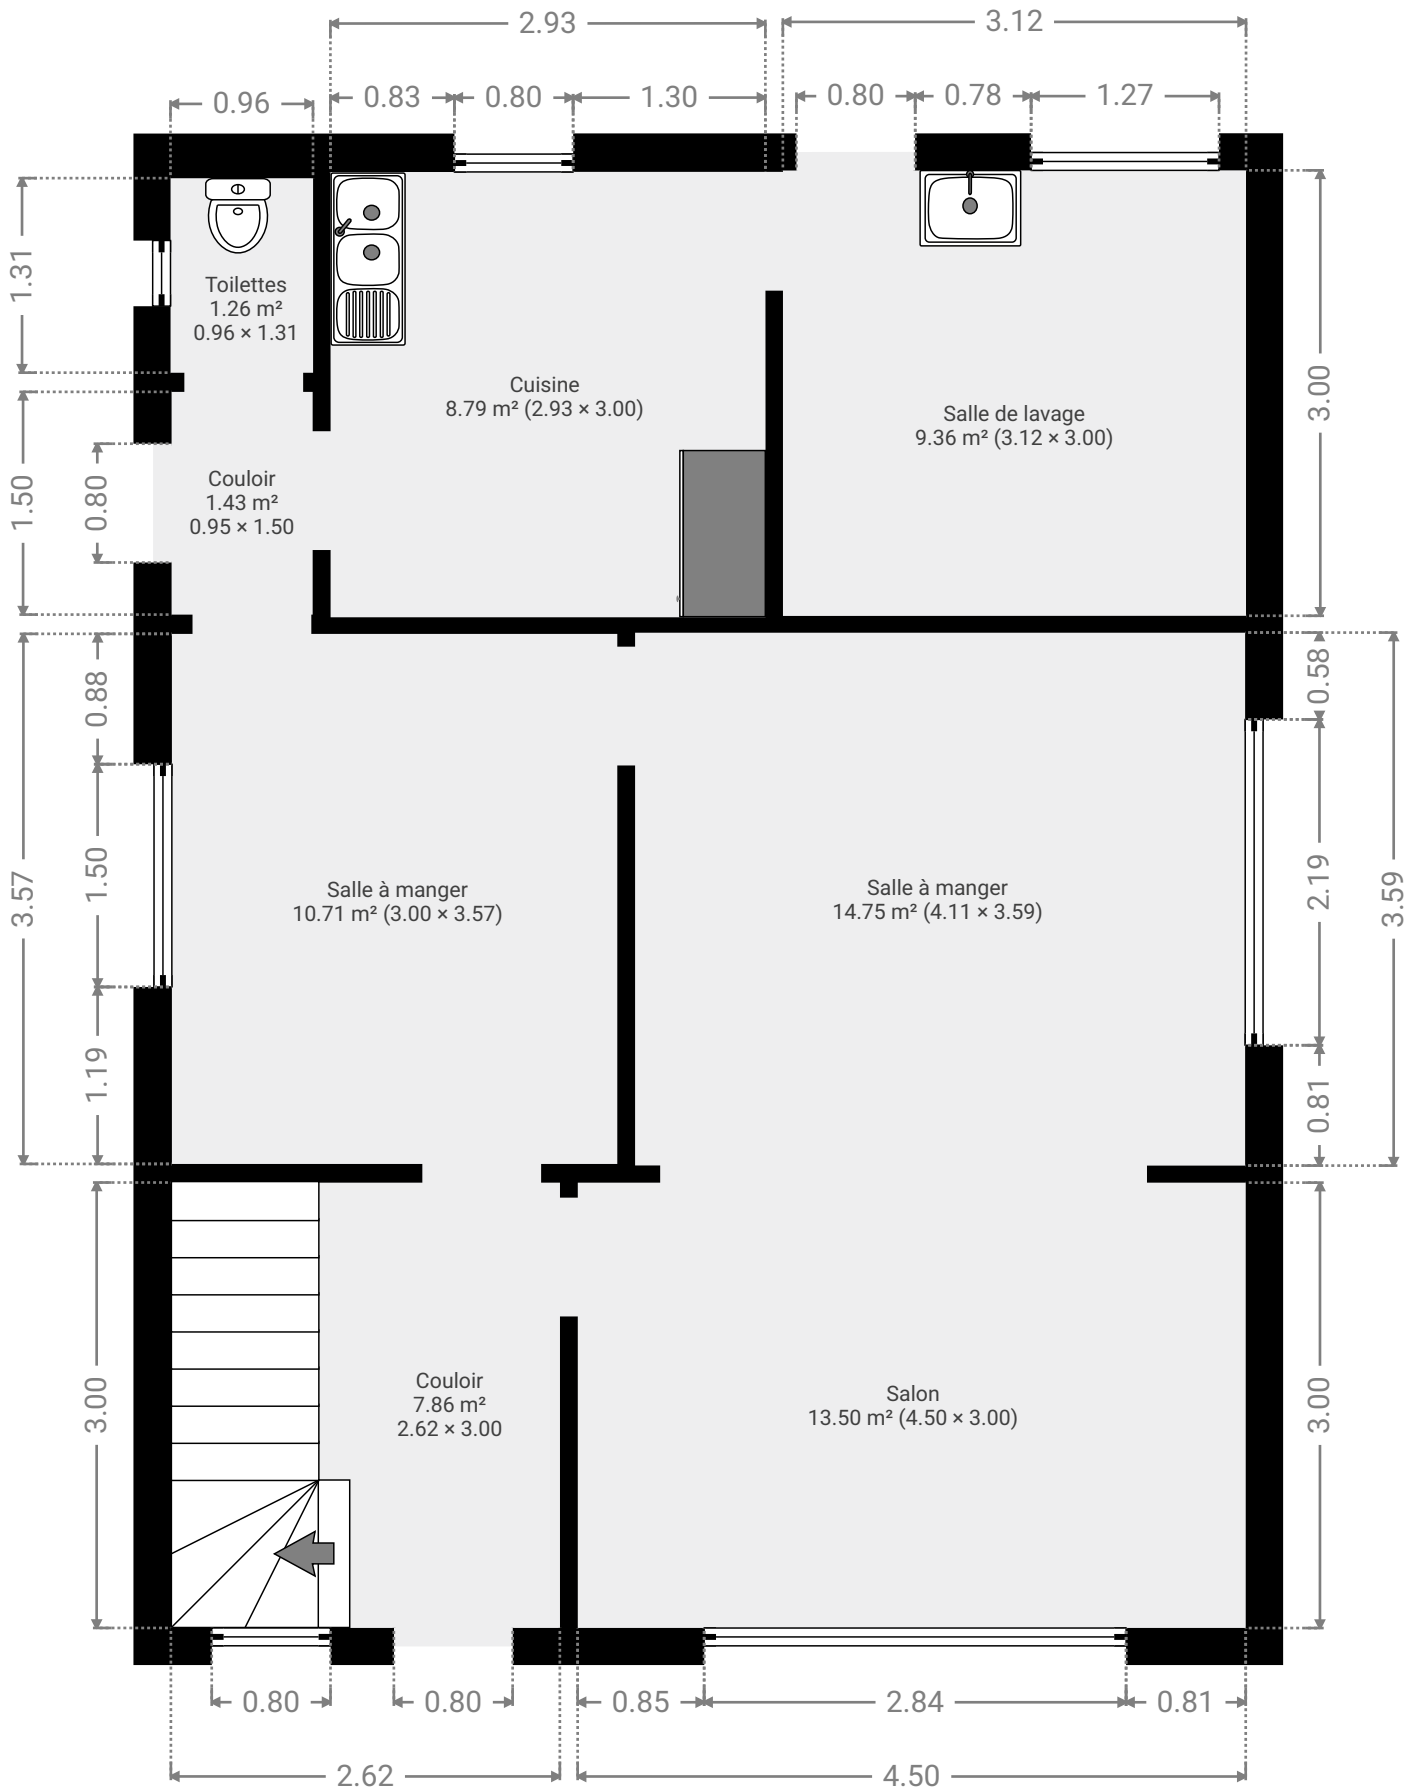 2.93
3.12
0.96
0.83
0.80
1.30
0.80
0.78
1.27
1.31
Toilettes
1.26 m²
0.96 × 1.31
Cuisine
8.79 m² (2.93 × 3.00)
Salle de lavage
9.36 m² (3.12 × 3.00)
3.00
1.50
0.80
Couloir
1.43 m²
0.95 × 1.50
0.88
0.58
3.57
1.50
1.19
Salle à manger
10.71 m² (3.00 × 3.57)
Salle à manger
14.75 m² (4.11 × 3.59)
2.19
3.59
0.81
3.00
Couloir
7.86 m²
2.62 × 3.00
Salon
13.50 m² (4.50 × 3.00)
3.00
0.80
0.80
0.85
2.84
0.81
2.62
4.50